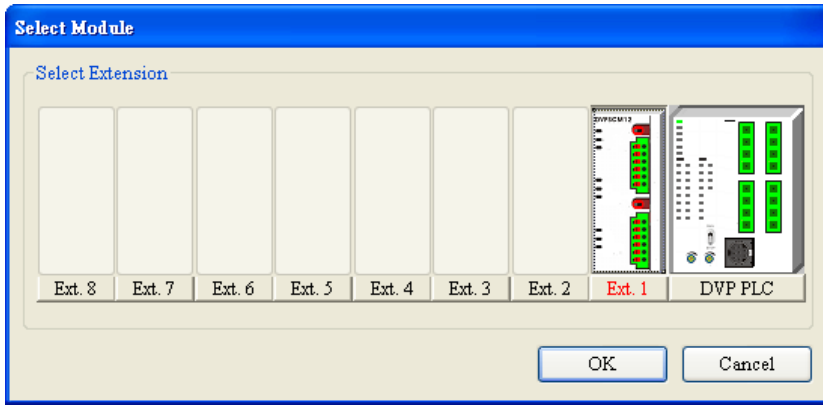 Select Module
Select Extension
DVPSCM12
Ext. 8 Ext. 7 Ext. 6 Ext. 5 Ext. 4 Ext. 3 Ext. 2 Ext. 1 DVP PLC
OK Cancel